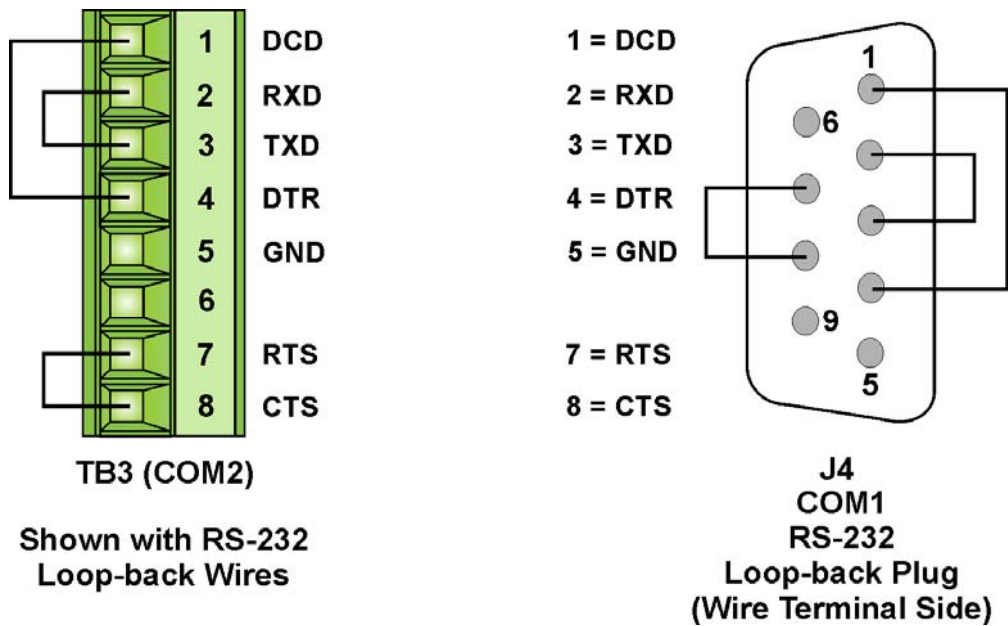 1 DCD
2 RXD
3 TXD
4 DTR
5 GND
6
7 RTS
8 CTS
TB3 (COM2)
Shown with RS-232
Loop-back Wires
1 = DCD
2 = RXD
3 = TXD
4 = DTR
5 = GND
7 = RTS
8 = CTS
1
6
9
5
J4
COM1
RS-232
Loop-back Plug
(Wire Terminal Side)